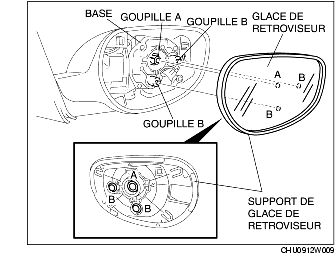 BASE
GOUPILLE A
GOUPILLE B
GLACE DE
RETROVISEUR
A
B
B
GOUPILLE B
A
B
B
SUPPORT DE
GLACE DE
RETROVISEUR
CHU0912W009